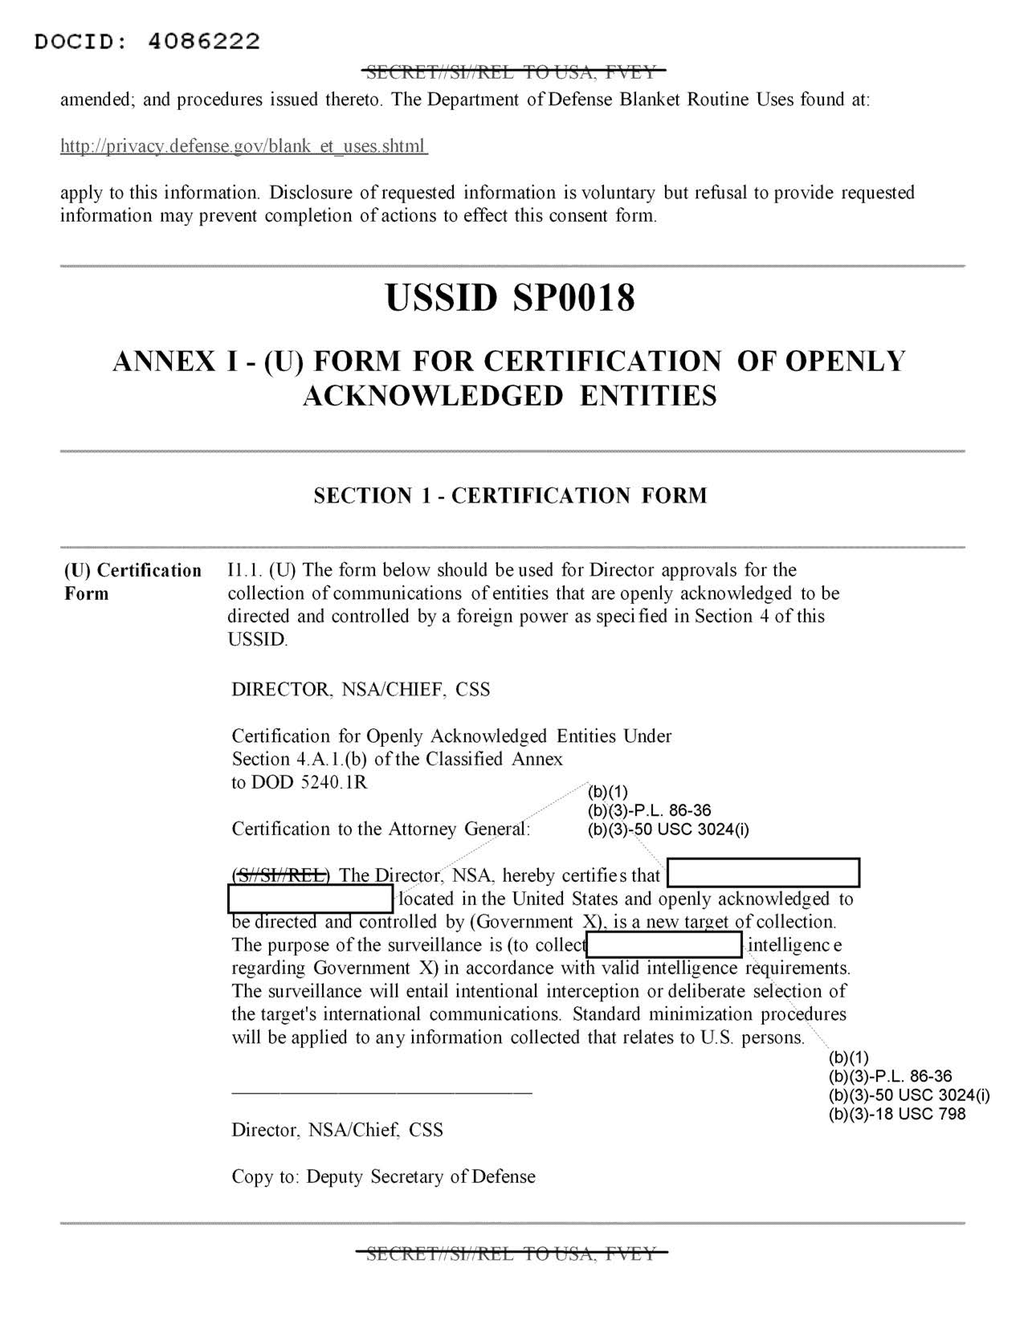 DOCID: 4086222
SECRET//SI//REL TO USA, FVEY
amended; and procedures issued thereto. The Department of Defense Blanket Routine Uses found at:
http://privacy.defense.gov/blank et_uses.shtml
apply to this information. Disclosure of requested information is voluntary but refusal to provide requested
information may prevent completion of actions to effect this consent form.
USSID SP0018
ANNEX I - (U) FORM FOR CERTIFICATION OF OPENLY
ACKNOWLEDGED ENTITIES
SECTION 1 - CERTIFICATION FORM
(U) Certification
Form
I1.1. (U) The form below should be used for Director approvals for the
collection of communications of entities that are openly acknowledged to be
directed and controlled by a foreign power as specified in Section 4 of this
USSID.
DIRECTOR, NSA/CHIEF, CSS
Certification for Openly Acknowledged Entities Under
Section 4.A.1.(b) of the Classified Annex
to DOD 5240.1R
(b)(1)
(b)(3)-P.L. 86-36
(b)(3)-50 USC 3024(i)
Certification to the Attorney General:
(S//SI//REL) The Director, NSA, hereby certifies that
located in the United States and openly acknowledged to
be directed and controlled by (Government X), is a new target of collection.
The purpose of the surveillance is (to collect intelligence
regarding Government X) in accordance with valid intelligence requirements.
The surveillance will entail intentional interception or deliberate selection of
the target's international communications. Standard minimization procedures
will be applied to any information collected that relates to U.S. persons.
(b)(1)
(b)(3)-P.L. 86-36
(b)(3)-50 USC 3024(i)
(b)(3)-18 USC 798
Director, NSA/Chief, CSS
Copy to: Deputy Secretary of Defense
SECRET//SI//REL TO USA, FVEY